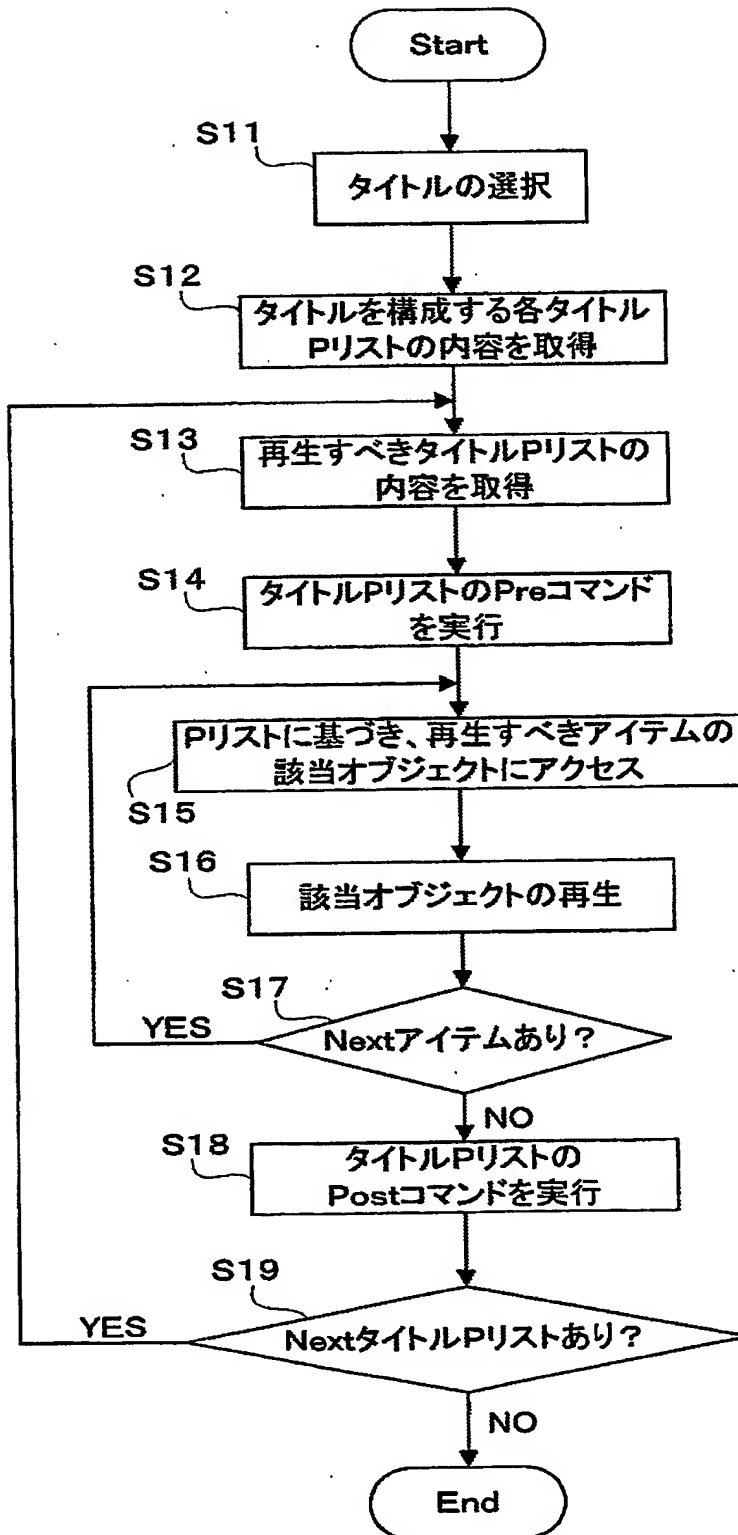 Start
S11
タイトルの選択
S12
タイトルを構成する各タイトル
Pリストの内容を取得
S13
再生すべきタイトルPリストの
内容を取得
S14
タイトルPリストのPreコマンド
を実行
Pリストに基づき、再生すべきアイテムの
該当オブジェクトにアクセス
S15
S16
該当オブジェクトの再生
S17
YES
Nextアイテムあり?
NO
S18
タイトルPリストの
Postコマンドを実行
S19
YES
NextタイトルPリストあり?
NO
End